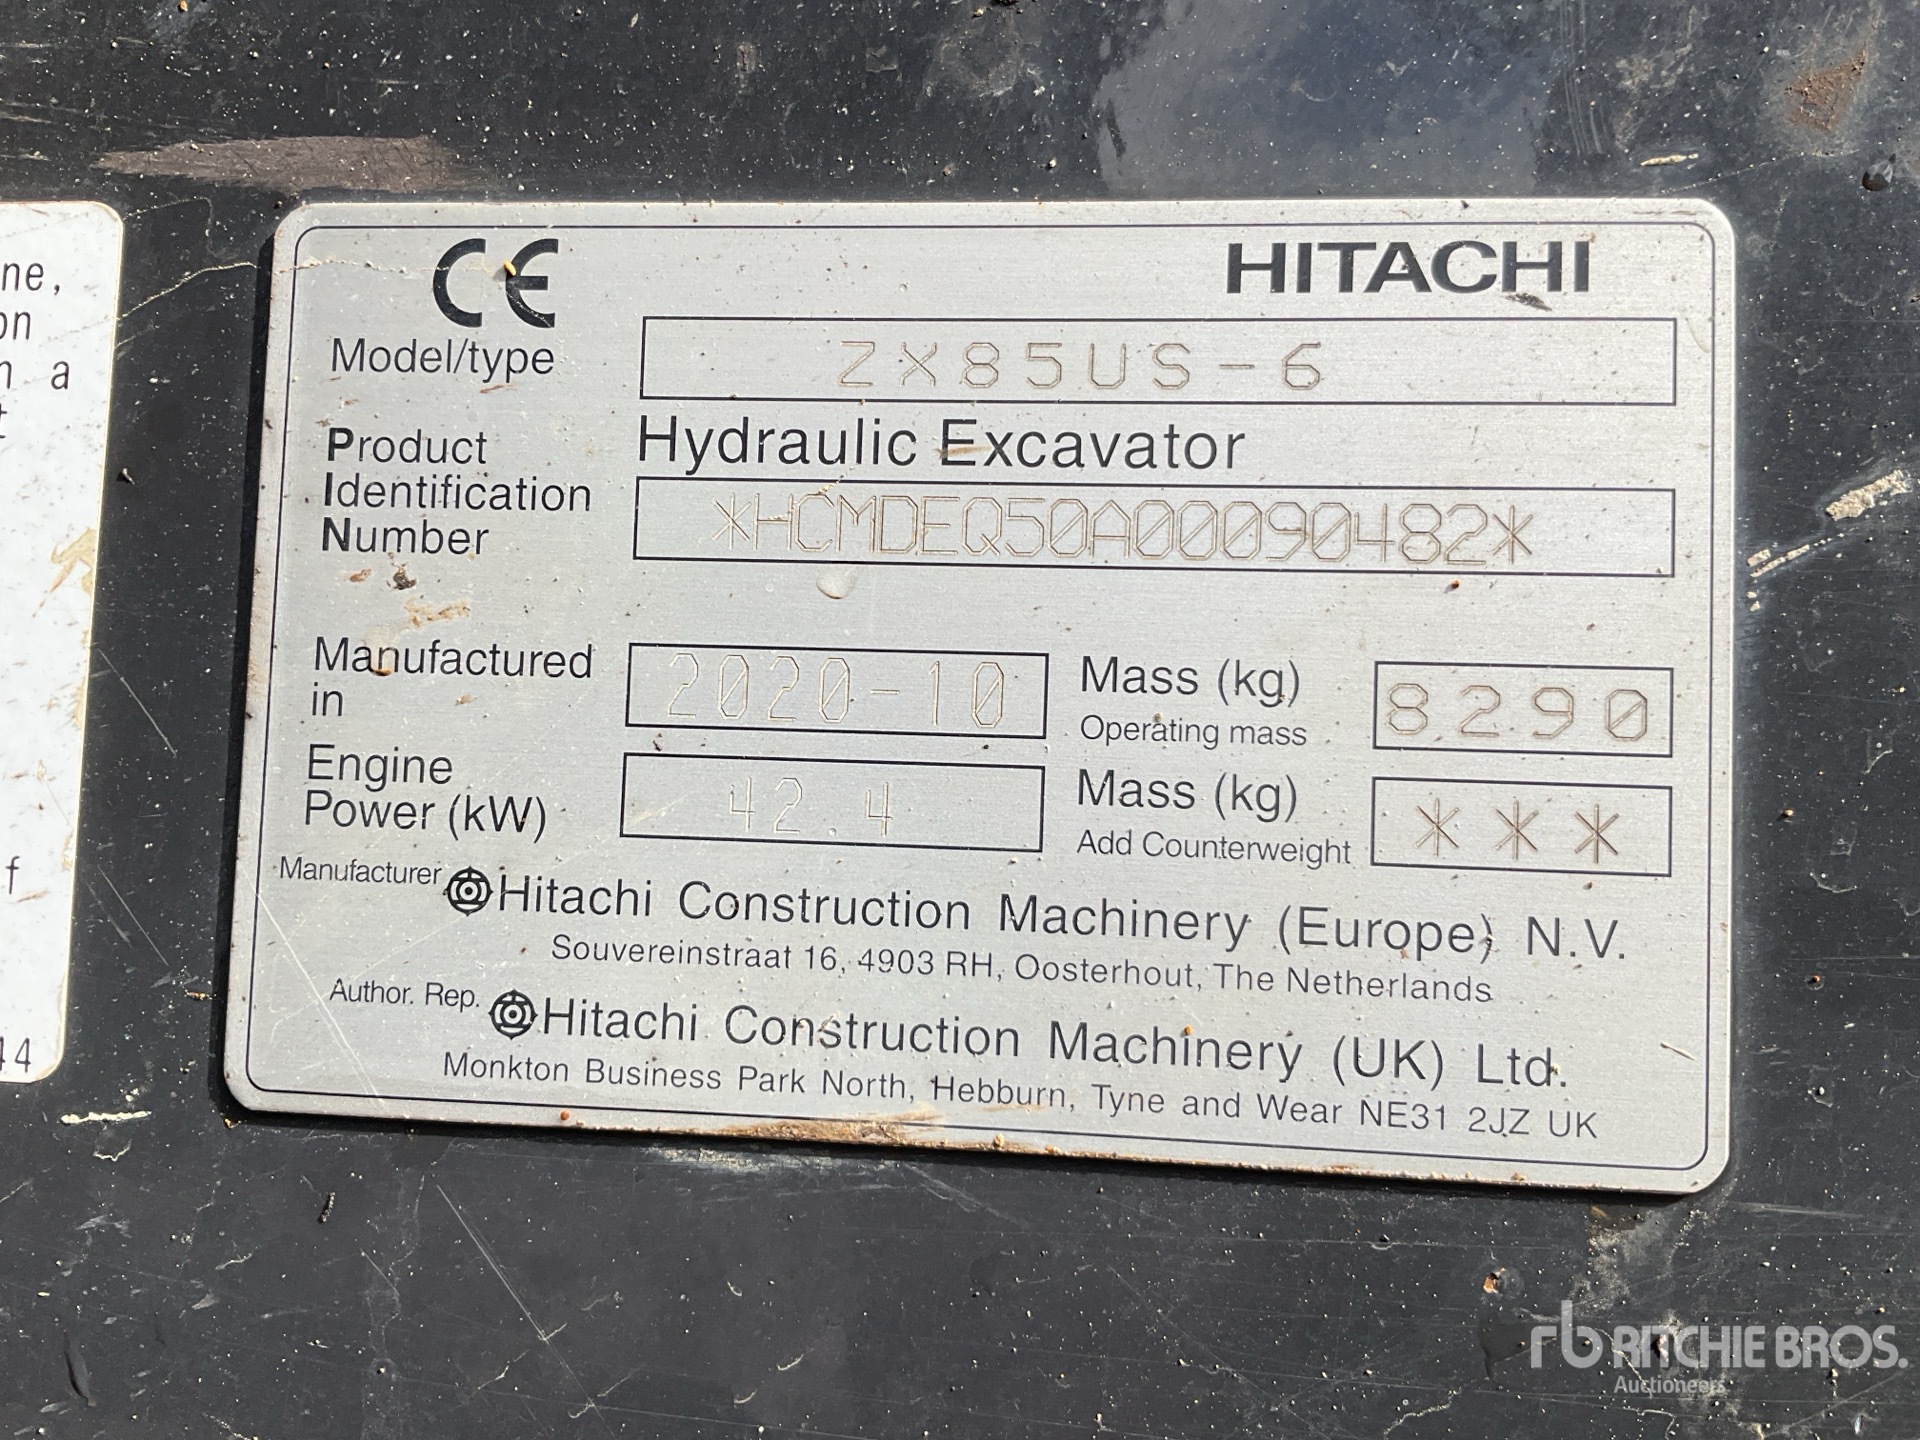 ne,
on
n a
t
f
44
CE
HITACHI
Model/type ZX85US-6
Hydraulic Excavator
Product
Identification
Number
*HCMDEQ50A00090482*
Manufactured
in
2020-10
Mass (kg)
Operating mass
8290
Engine
Power (kW)
42.4
Mass (kg)
Add Counterweight
***
Manufacturer Hitachi Construction Machinery (Europe) N.V.
Souvereinstraat 16, 4903 RH, Oosterhout, The Netherlands
Author. Rep. Hitachi Construction Machinery (UK) Ltd.
Monkton Business Park North, Hebburn, Tyne and Wear NE31 2JZ UK
rb RITCHIE BROS.
Auctioneers